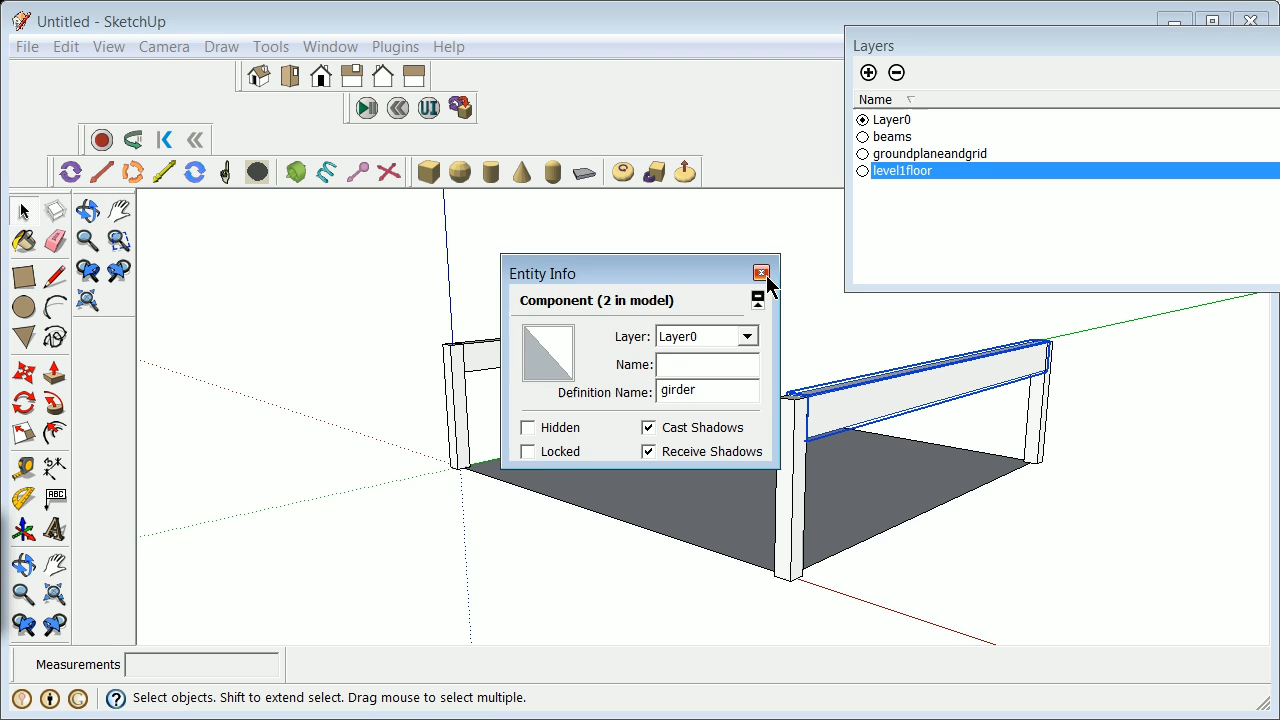 Untitled - SketchUp
File Edit View Camera Draw Tools Window Plugins Help
UI
ABC
Layers
Name
Layer0
beams
groundplaneandgrid
level1floor
Entity Info
Component (2 in model)
Layer: Layer0
Name:
Definition Name: girder
Hidden Cast Shadows
Locked Receive Shadows
Measurements
Select objects. Shift to extend select. Drag mouse to select multiple.